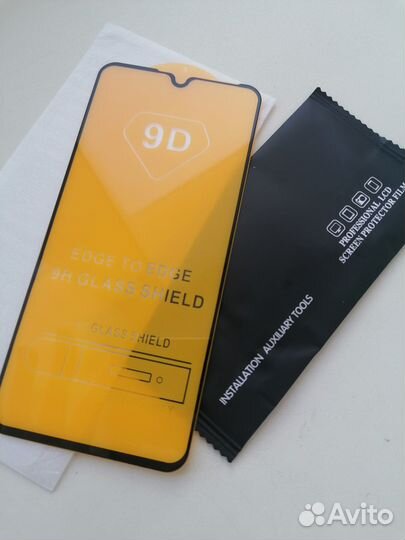 9D
EDGE TO EDGE
9H GLASS SHIELD
GLASS SHIELD
PROFESSIONAL LCD
SCREEN PROTECTOR FILM
INSTALLATION AUXILIARY TOOLS
Avito